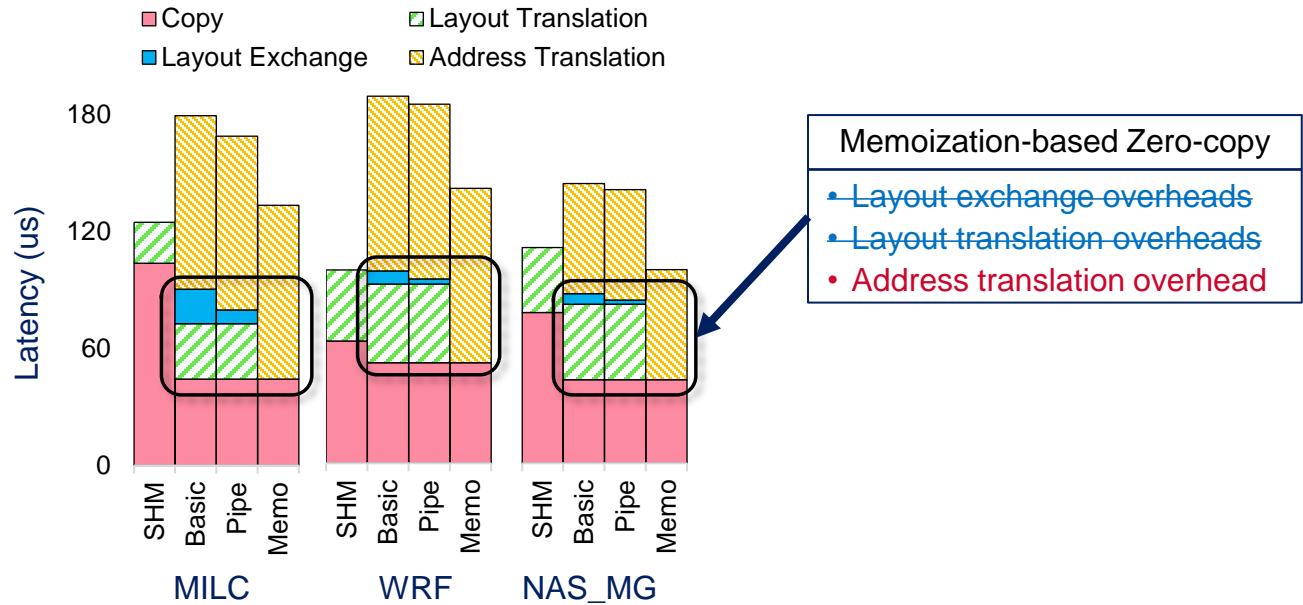 Copy
Layout Translation
Layout Exchange
Address Translation
Latency (us)
180
120
60
0
SHM
Basic
Pipe
Memo
SHM
Basic
Pipe
Memo
SHM
Basic
Pipe
Memo
MILC
WRF
NAS_MG
Memoization-based Zero-copy
• Layout exchange overheads
• Layout translation overheads
• Address translation overhead